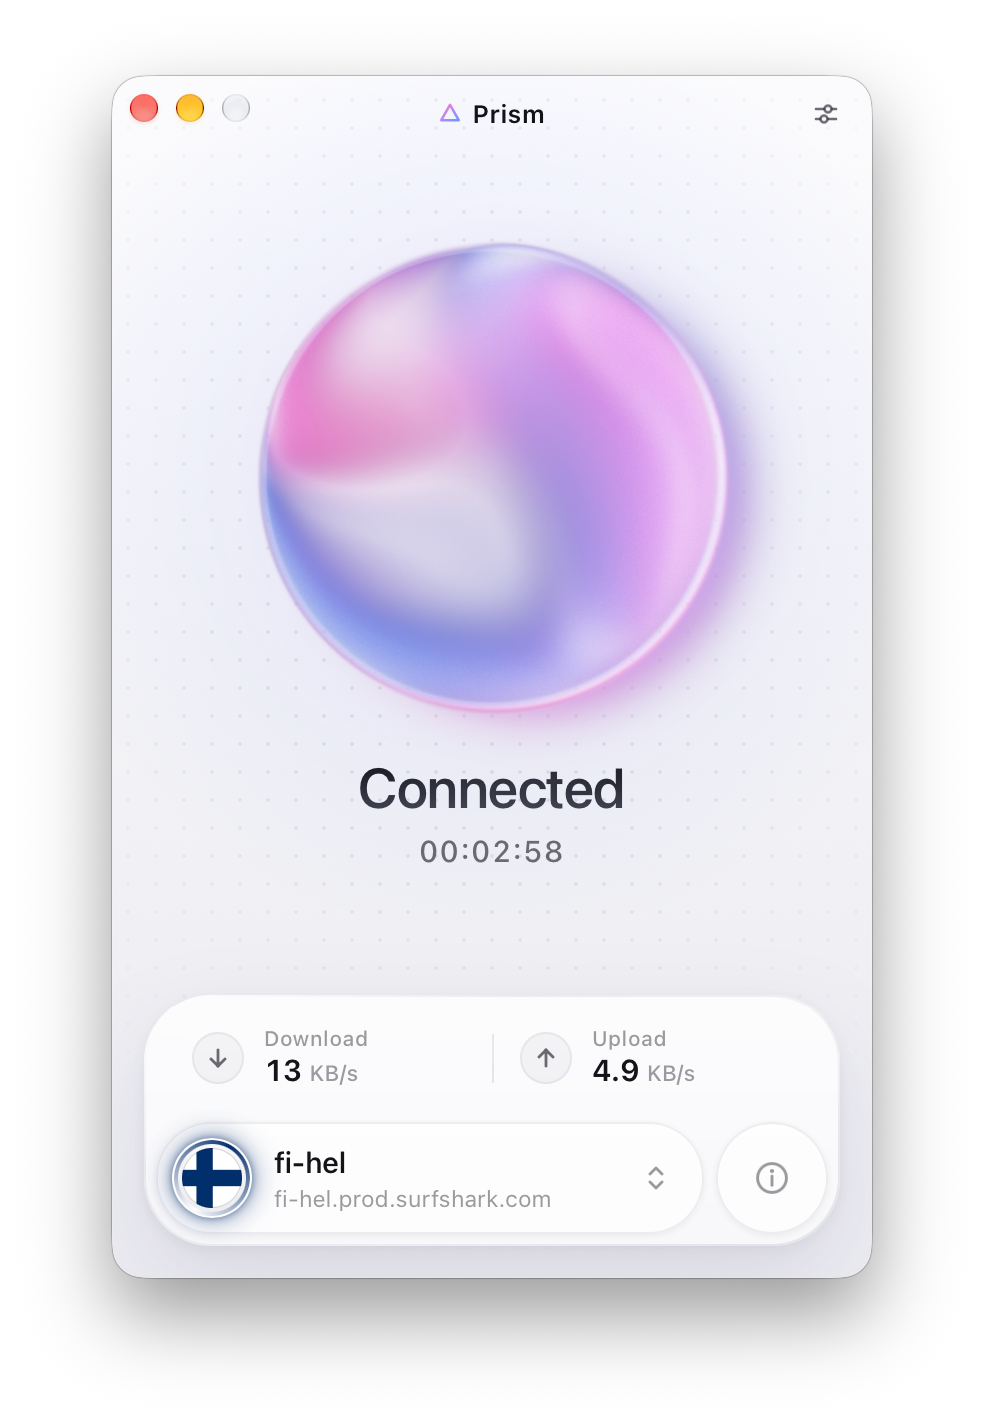 Prism
Connected
00:02:58
Download
13 KB/s
Upload
4.9 KB/s
fi-hel
fi-hel.prod.surfshark.com